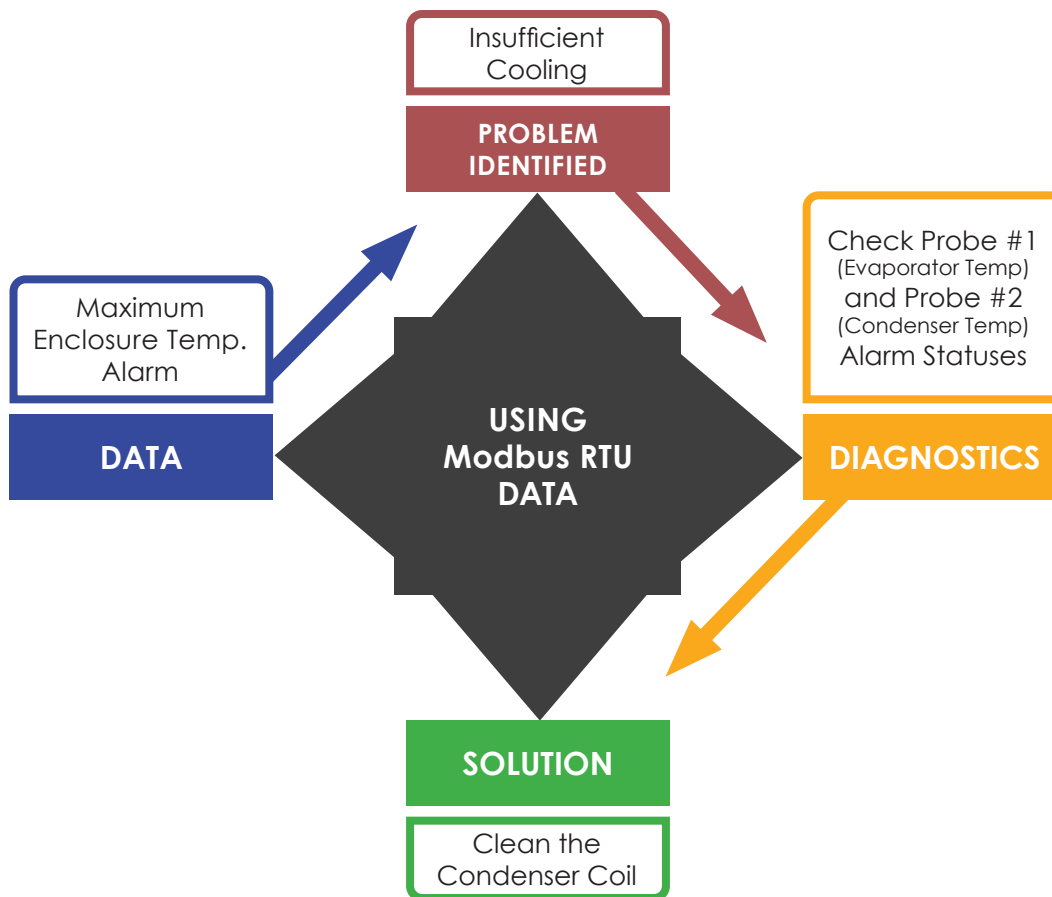 Insufficient
Cooling
PROBLEM
IDENTIFIED
Maximum
Enclosure Temp.
Alarm
DATA
USING
Modbus RTU
DATA
Check Probe #1
(Evaporator Temp)
and Probe #2
(Condenser Temp)
Alarm Statuses
DIAGNOSTICS
SOLUTION
Clean the
Condenser Coil